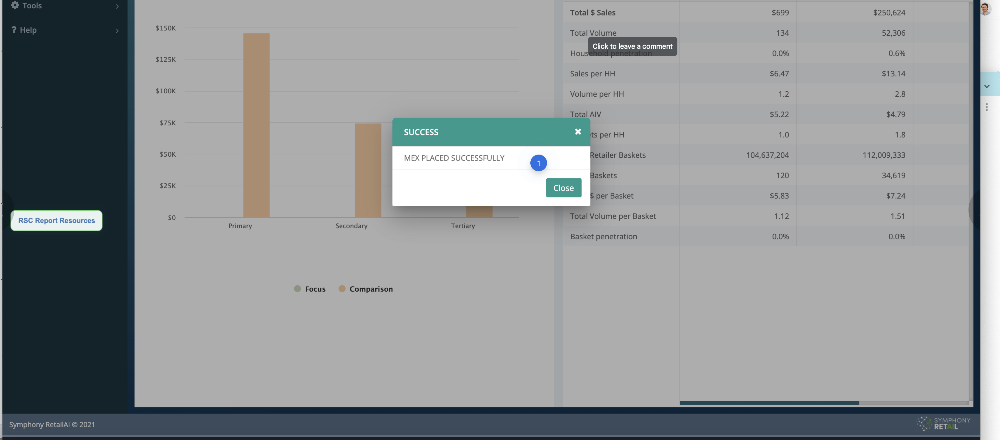 Tools
? Help
RSC Report Resources
$150K
$125K
$100K
$75K
$50K
$25K
$0
Primary
Secondary
Tertiary
Focus
Comparison
Total $ Sales $699 $250,624
Total Volume 134 52,306
Click to leave a comment
Household penetration 0.0% 0.6%
Sales per HH $6.47 $13.14
Volume per HH 1.2 2.8
Total AIV $5.22 $4.79
ts per HH 1.0 1.8
Retailer Baskets 104,637,204 112,009,333
Baskets 120 34,619
$ per Basket $5.83 $7.24
Total Volume per Basket 1.12 1.51
Basket penetration 0.0% 0.0%
SUCCESS
MEX PLACED SUCCESSFULLY
1
Close
Symphony RetailAI © 2021
SYMPHONY
RETAIL